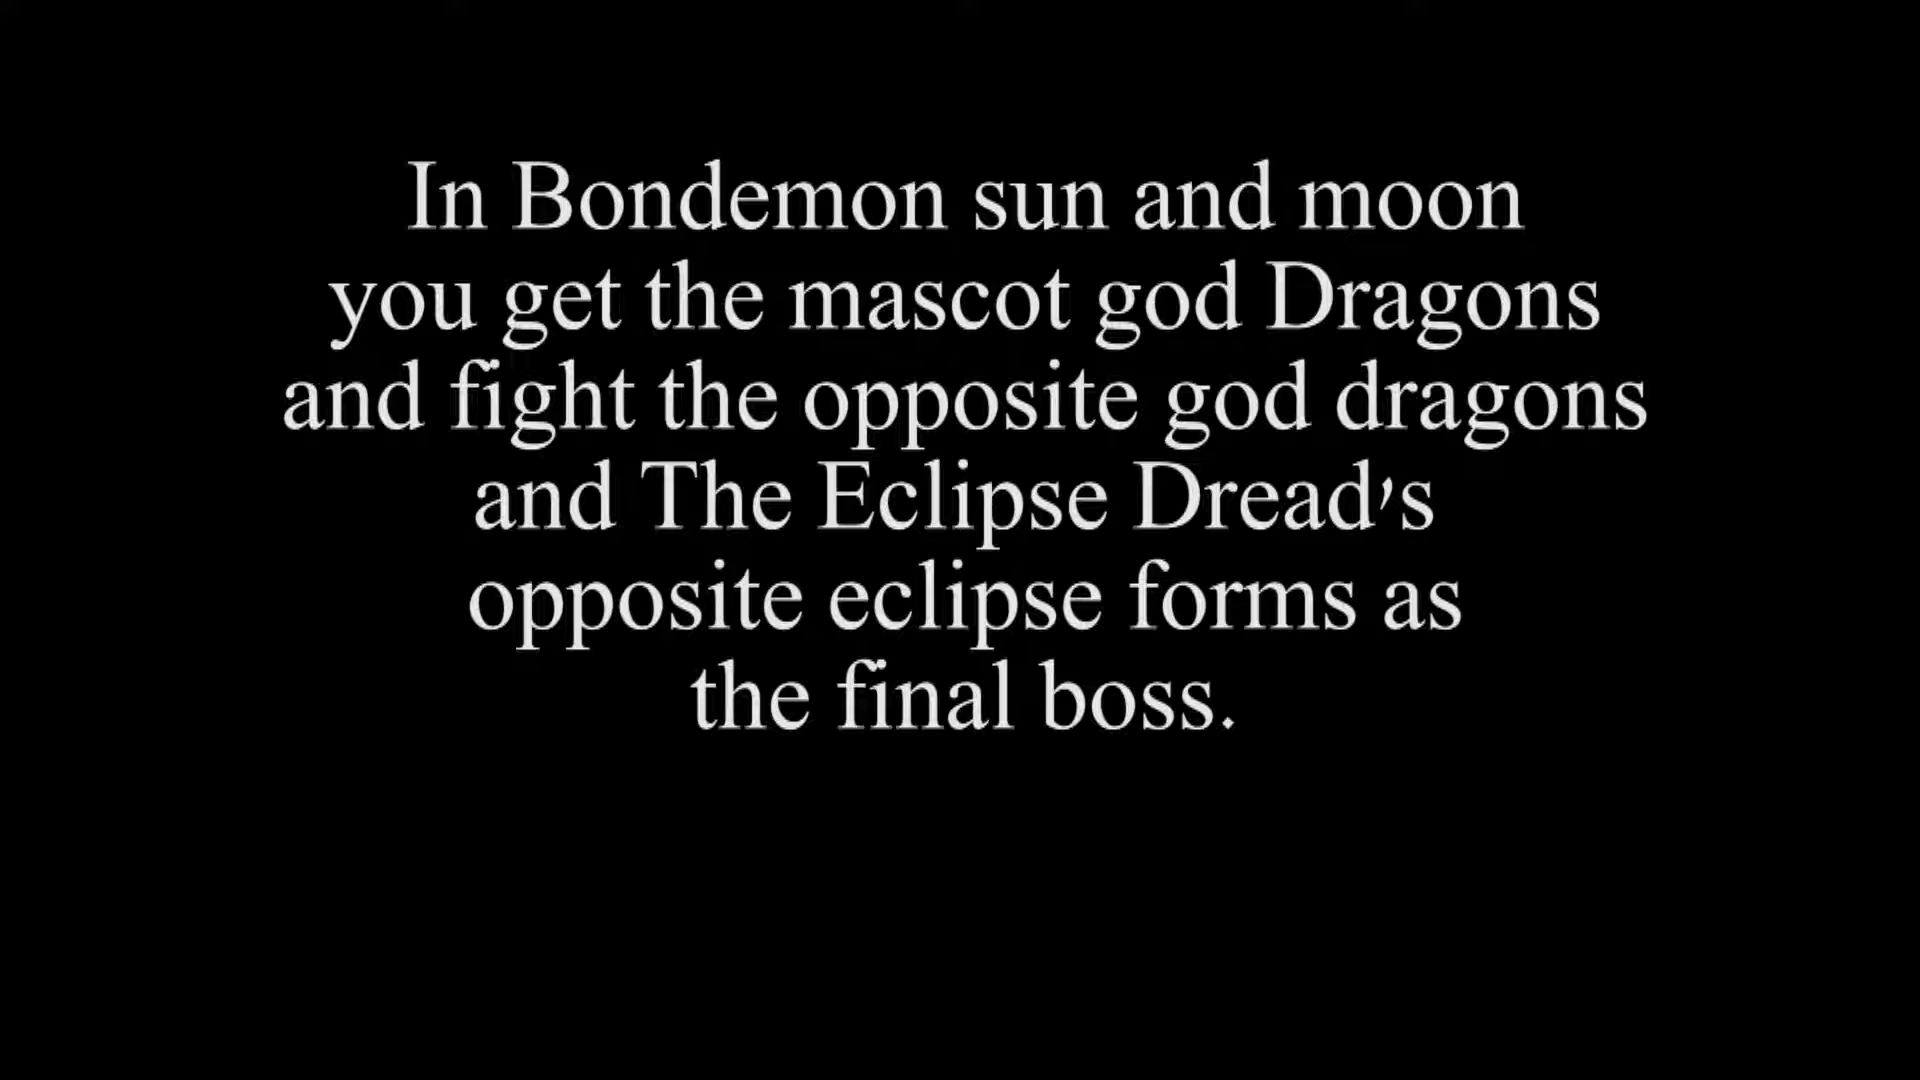 In Bondemon sun and moon
you get the mascot god Dragons
and fight the opposite god dragons
and The Eclipse Dread's
opposite eclipse forms as
the final boss.